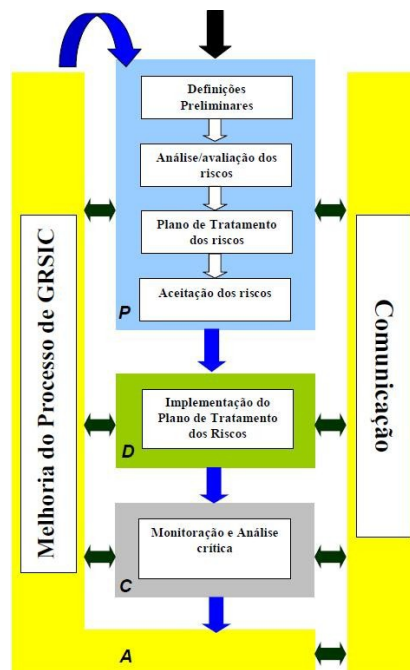 Definições
Preliminares
Análise/avaliação dos
riscos
Plano de Tratamento
dos riscos
Aceitação dos riscos
P
Implementação do
Plano de Tratamento
dos Riscos
D
Monitoração e Análise
crítica
C
A
Melhoria do Processo de GRSIC
Comunicação